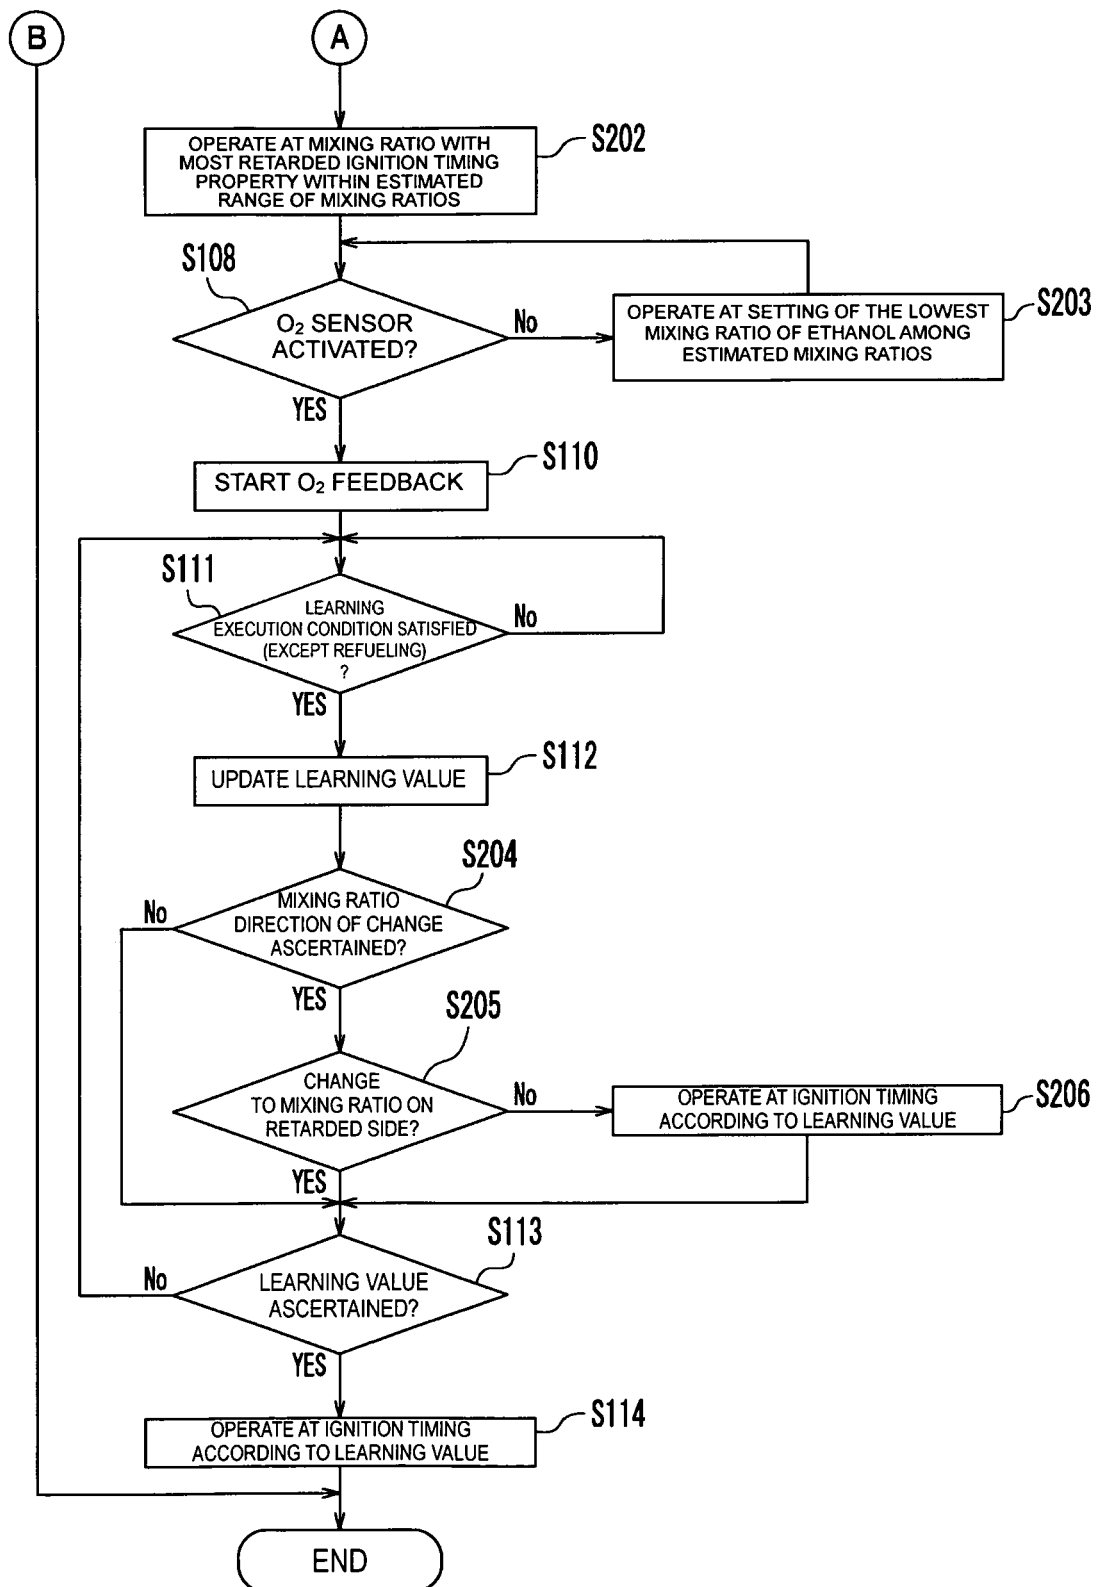 B
A
OPERATE AT MIXING RATIO WITH
MOST RETARDED IGNITION TIMING
PROPERTY WITHIN ESTIMATED
RANGE OF MIXING RATIOS
S202
S108
O₂ SENSOR
ACTIVATED?
No
YES
OPERATE AT SETTING OF THE LOWEST
MIXING RATIO OF ETHANOL AMONG
ESTIMATED MIXING RATIOS
S203
START O₂ FEEDBACK
S110
S111
LEARNING
EXECUTION CONDITION SATISFIED
(EXCEPT REFUELING)
?
No
YES
UPDATE LEARNING VALUE
S112
S204
MIXING RATIO
DIRECTION OF CHANGE
ASCERTAINED?
No
YES
S205
CHANGE
TO MIXING RATIO ON
RETARDED SIDE?
No
YES
OPERATE AT IGNITION TIMING
ACCORDING TO LEARNING VALUE
S206
S113
LEARNING VALUE
ASCERTAINED?
No
YES
OPERATE AT IGNITION TIMING
ACCORDING TO LEARNING VALUE
S114
END